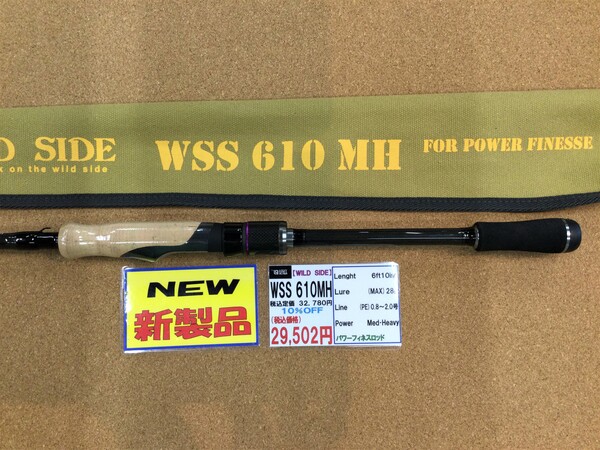 D SIDE
k on the wild side
WSS 610 MH
FOR POWER FINESSE
NEW
新製品
【WILD SIDE】
WSS 610MH
税込定価 32,780円
10%OFF
(税込価格)
29,502円
Lenght 6ft10in
Lure (MAX) 28
Line (PE) 0.8~2.0号
Power Med-Heavy
パワーフィネスロッド